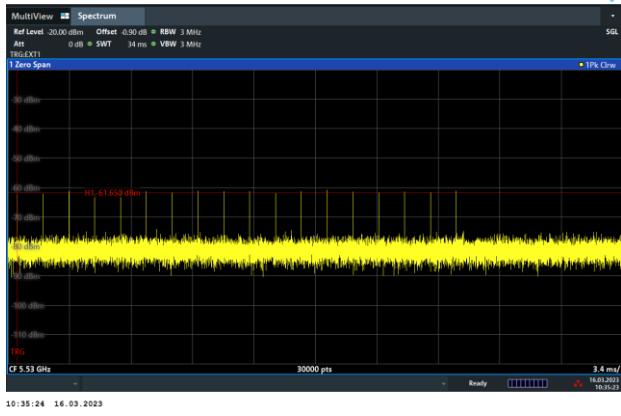 MultiView Spectrum
Ref Level -20.00 dBm Offset -0.90 dB RBW 3 MHz SGL
Att 0 dB SWT 34 ms VBW 3 MHz
TRG:EXT1
1 Zero Span 1Pk Clrw
-30 dBm
-40 dBm
-50 dBm
-60 dBm
H1 -61.650 dBm
-70 dBm
-80 dBm
-90 dBm
-100 dBm
-110 dBm
TRG
CF 5.53 GHz 30000 pts 3.4 ms/
Ready 16.03.2023
10:35:23
10:35:24 16.03.2023